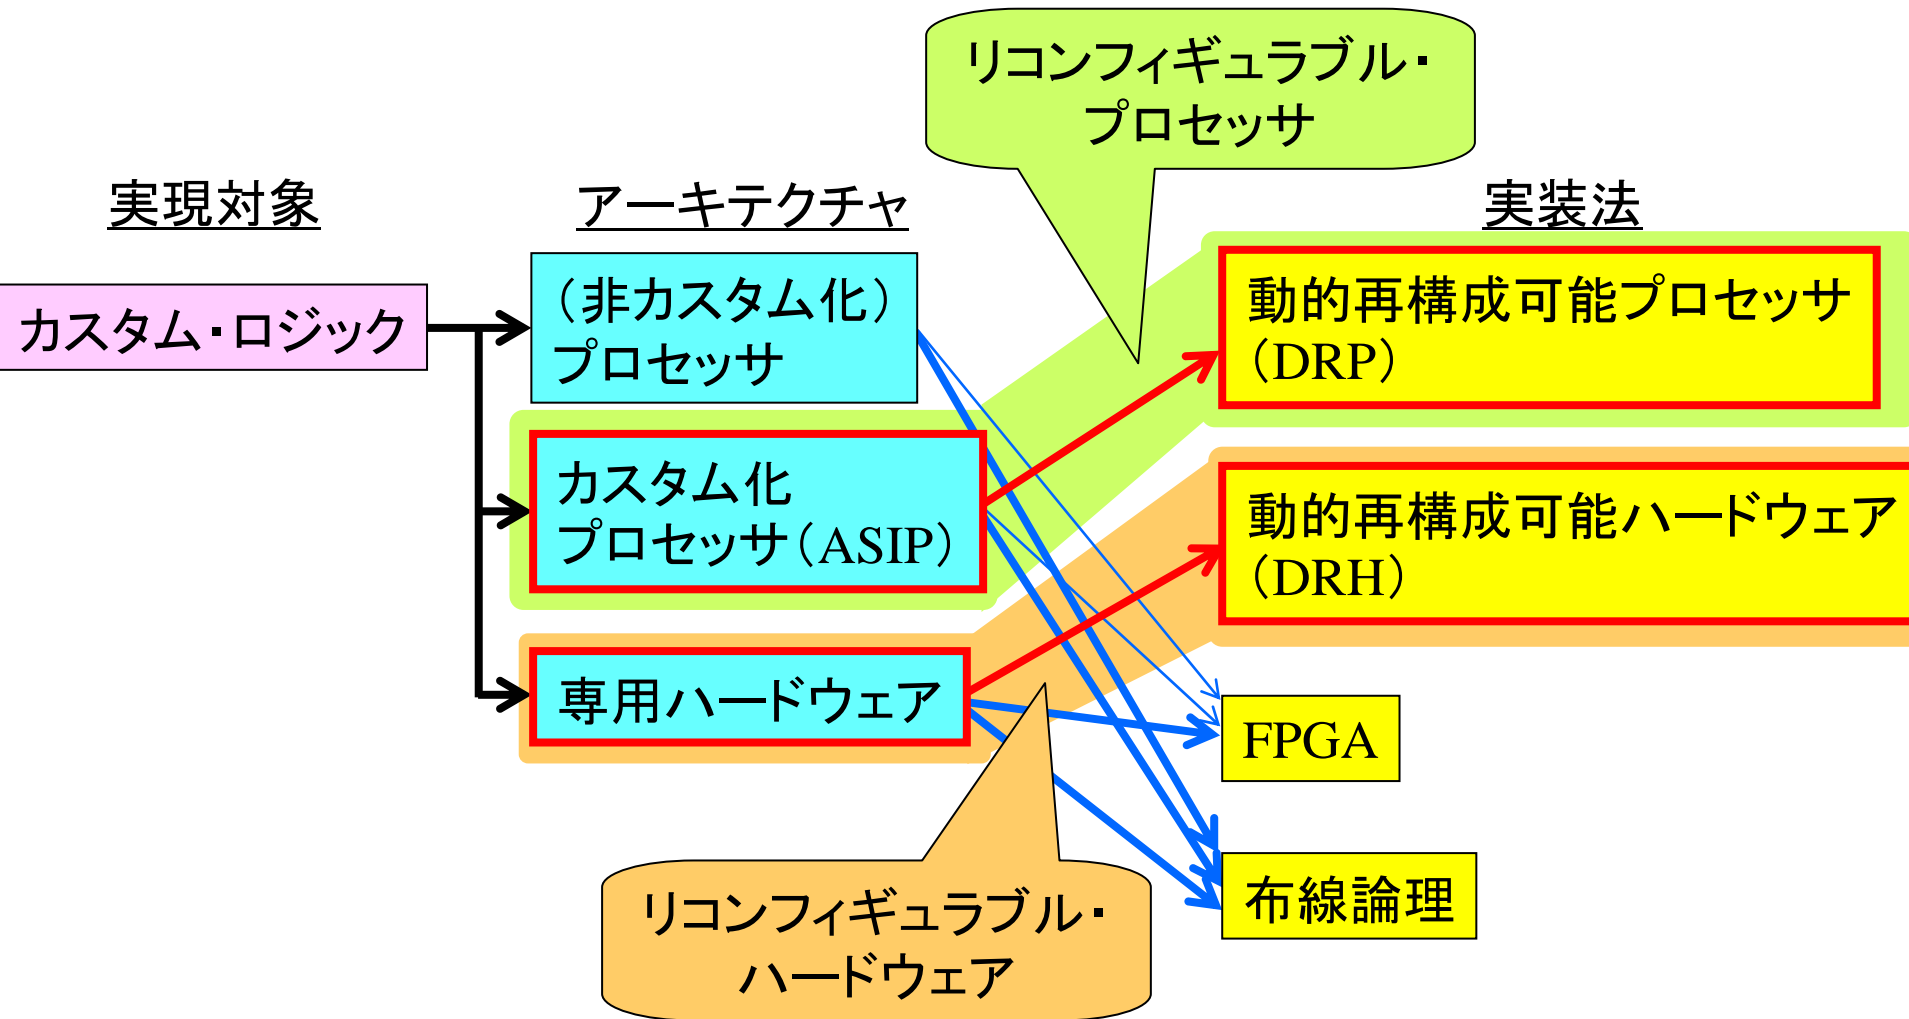 リコンフィギュラブル・
プロセッサ
実現対象
アーキテクチャ
実装法
カスタム・ロジック
（非カスタム化）
プロセッサ
動的再構成可能プロセッサ
（DRP）
カスタム化
プロセッサ（ASIP）
動的再構成可能ハードウェア
（DRH）
専用ハードウェア
FPGA
布線論理
リコンフィギュラブル・
ハードウェア